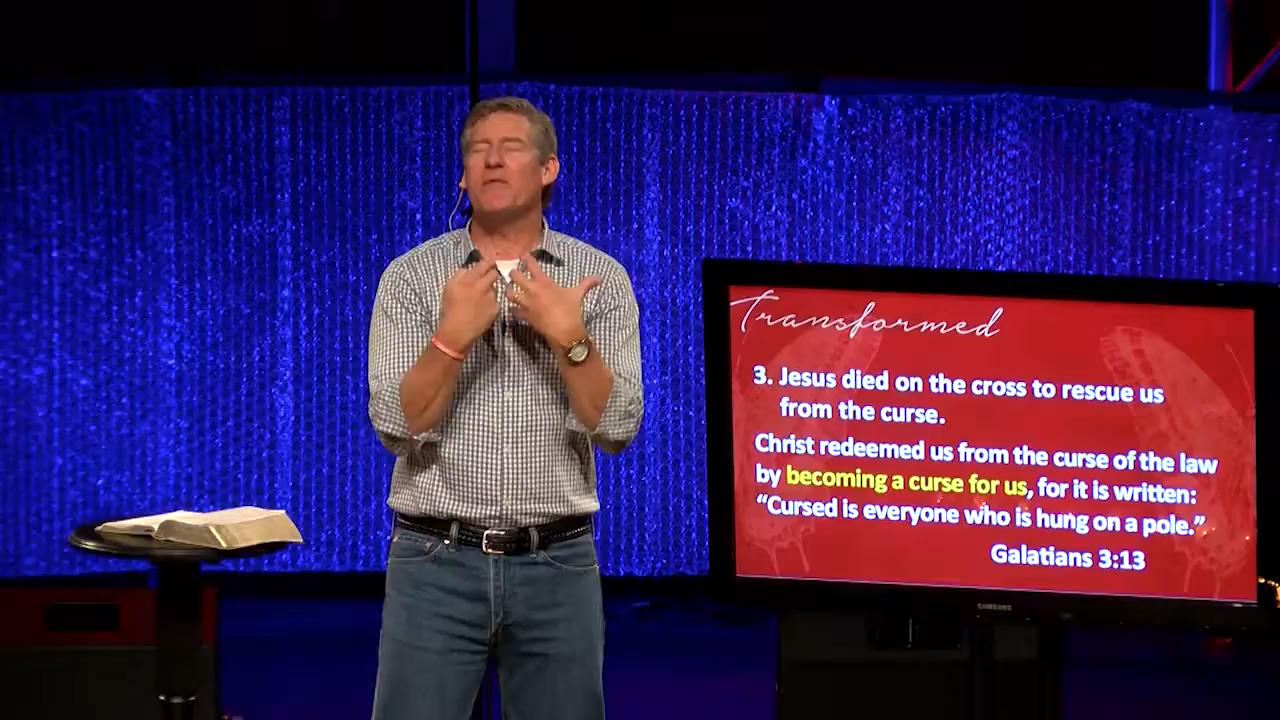 Transformed
3. Jesus died on the cross to rescue us
from the curse.
Christ redeemed us from the curse of the law
by becoming a curse for us, for it is written:
“Cursed is everyone who is hung on a pole.”
Galatians 3:13
SAMSUNG